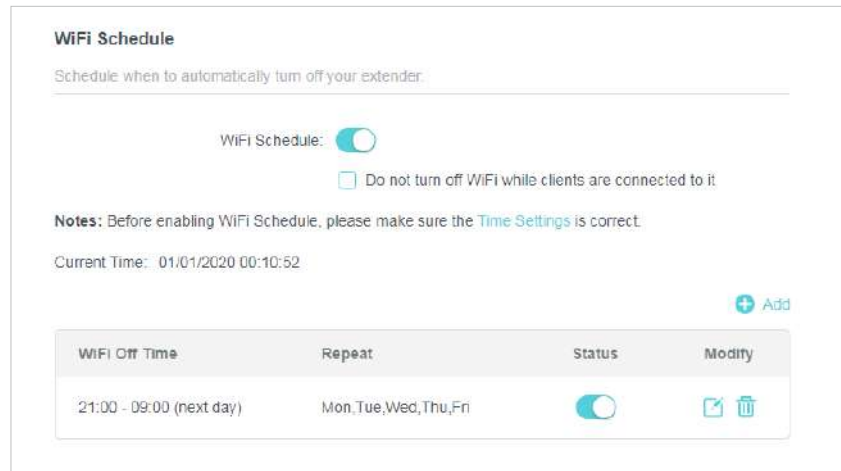 WiFi Schedule
Schedule when to automatically turn off your extender.
WiFi Schedule:
Do not turn off WiFi while clients are connected to it
Notes: Before enabling WiFi Schedule, please make sure the Time Settings is correct.
Current Time: 01/01/2020 00:10:52
Add
WiFi Off Time Repeat Status Modify
21:00 - 09:00 (next day) Mon,Tue,Wed,Thu,Fri